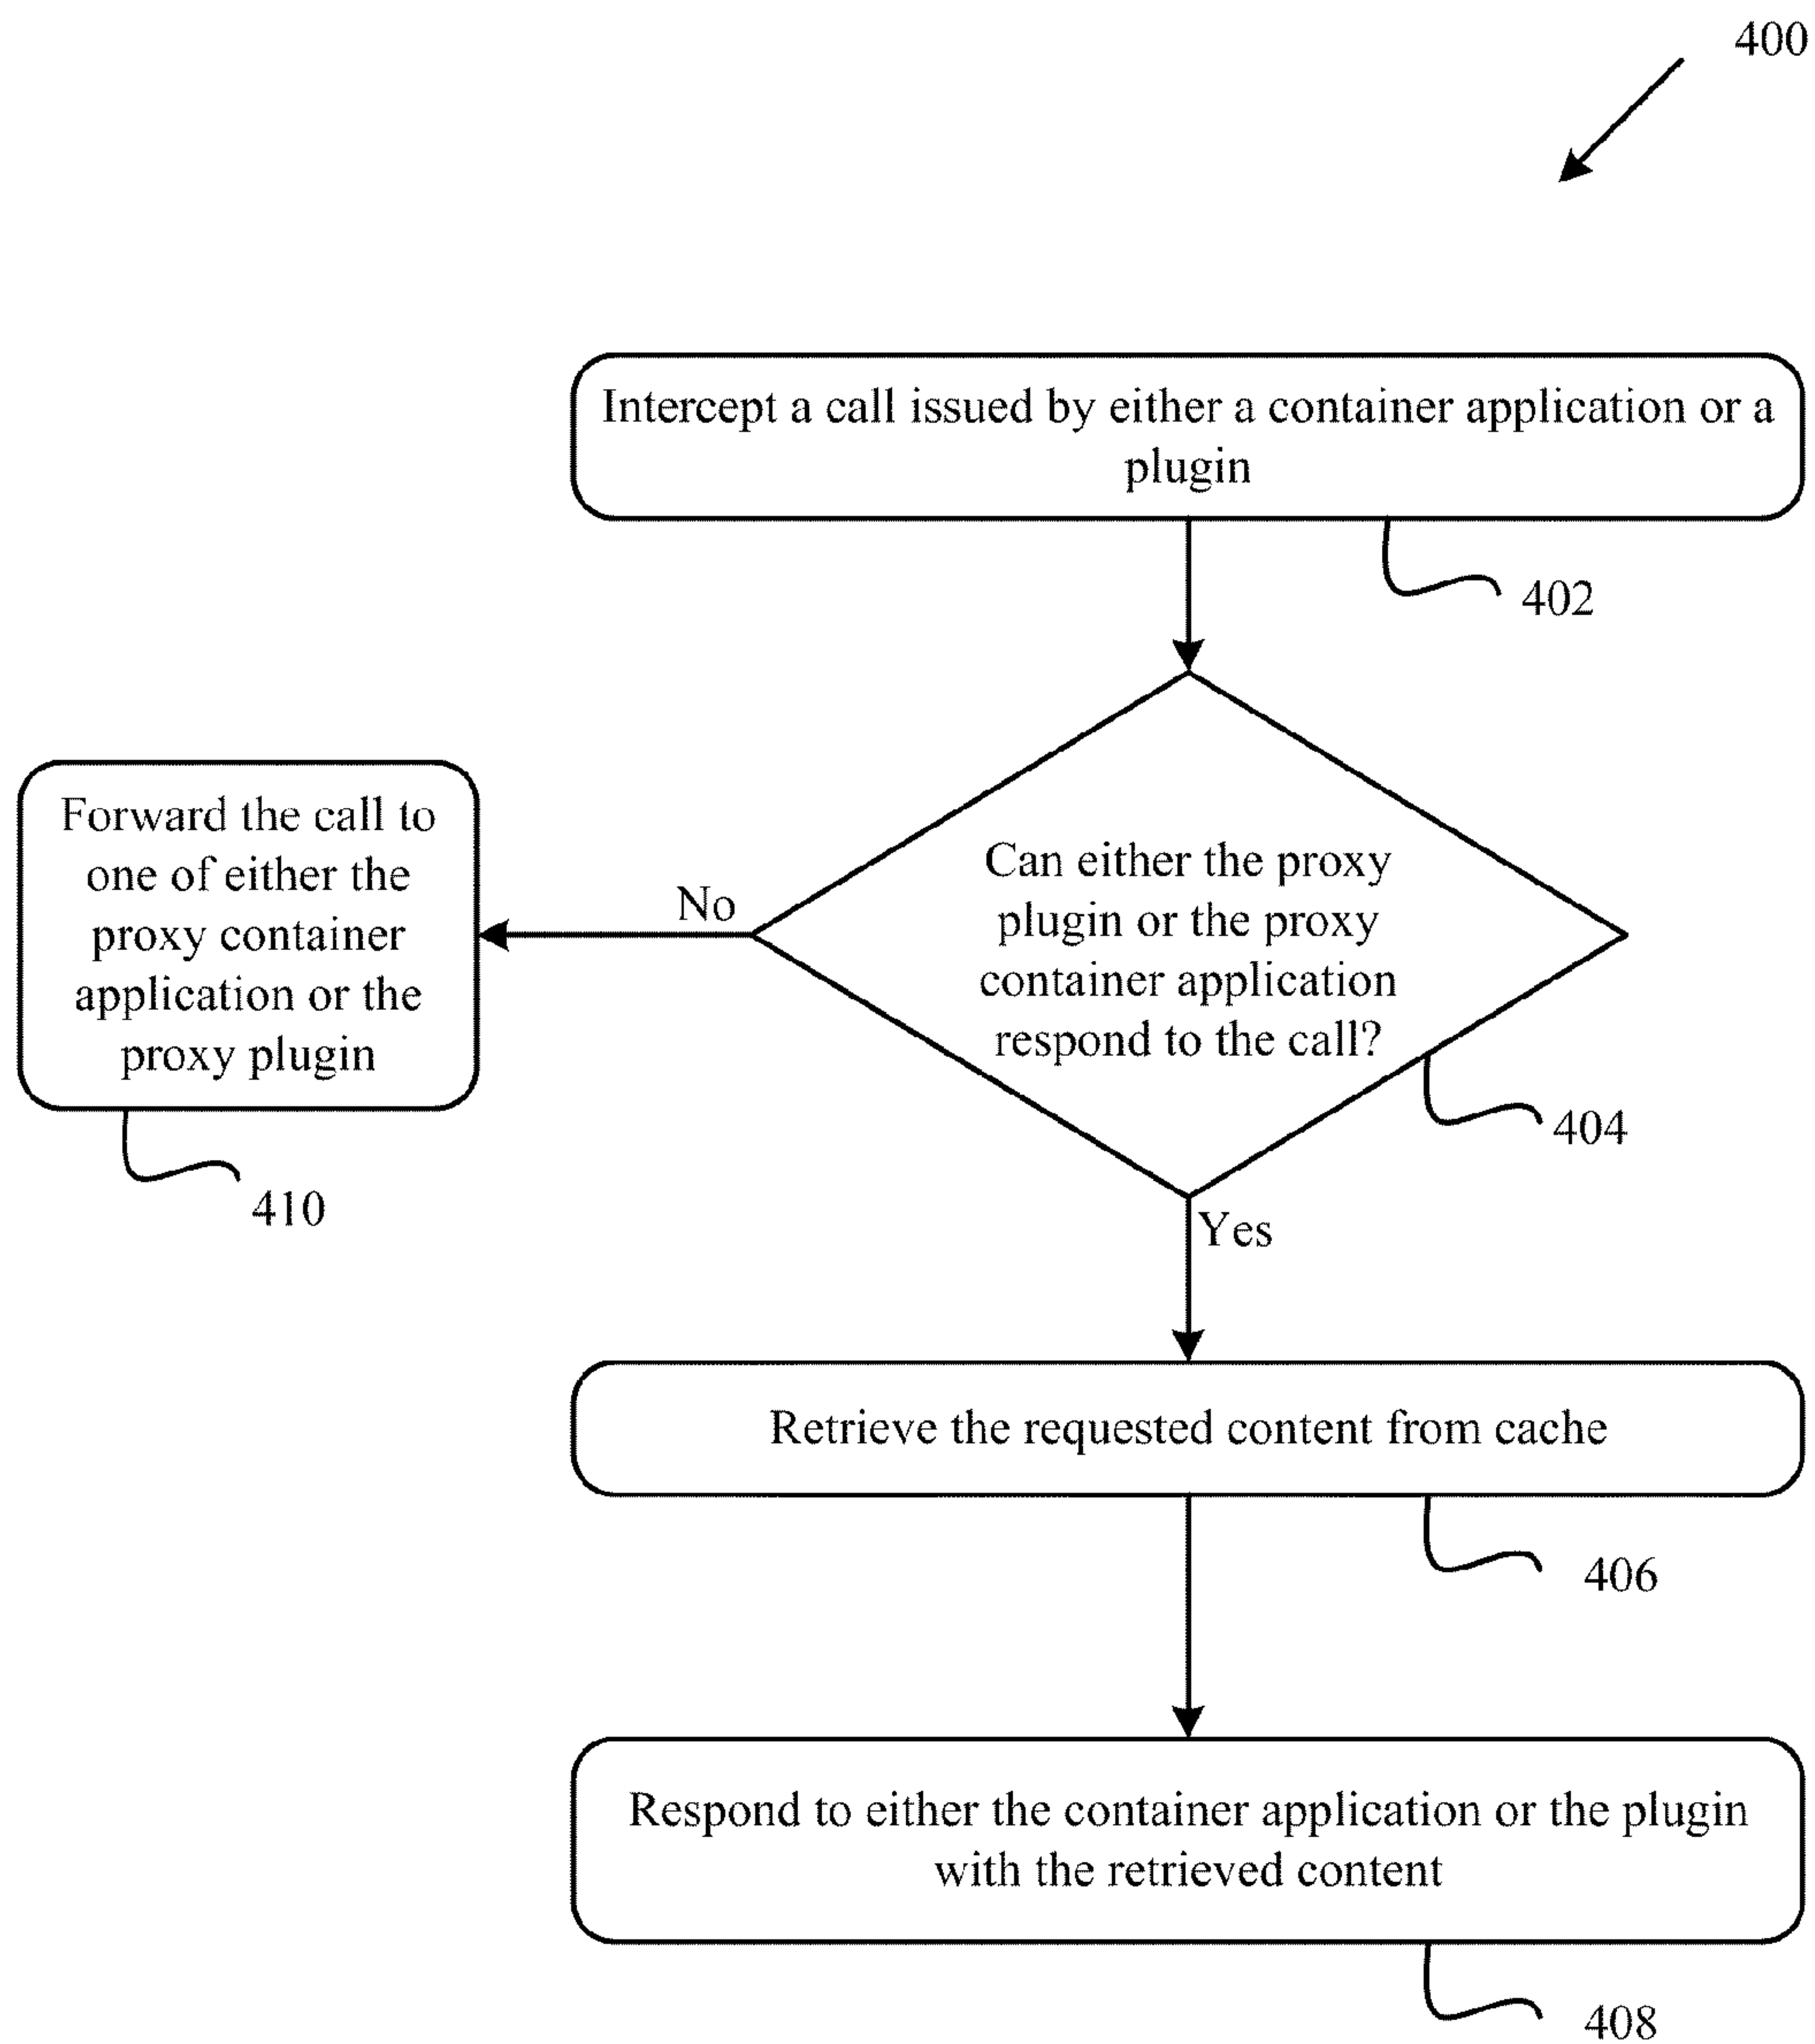 400
Intercept a call issued by either a container application or a
plugin
402
Can either the proxy
plugin or the proxy
container application
respond to the call?
404
No
Forward the call to
one of either the
proxy container
application or the
proxy plugin
410
Yes
Retrieve the requested content from cache
406
Respond to either the container application or the plugin
with the retrieved content
408